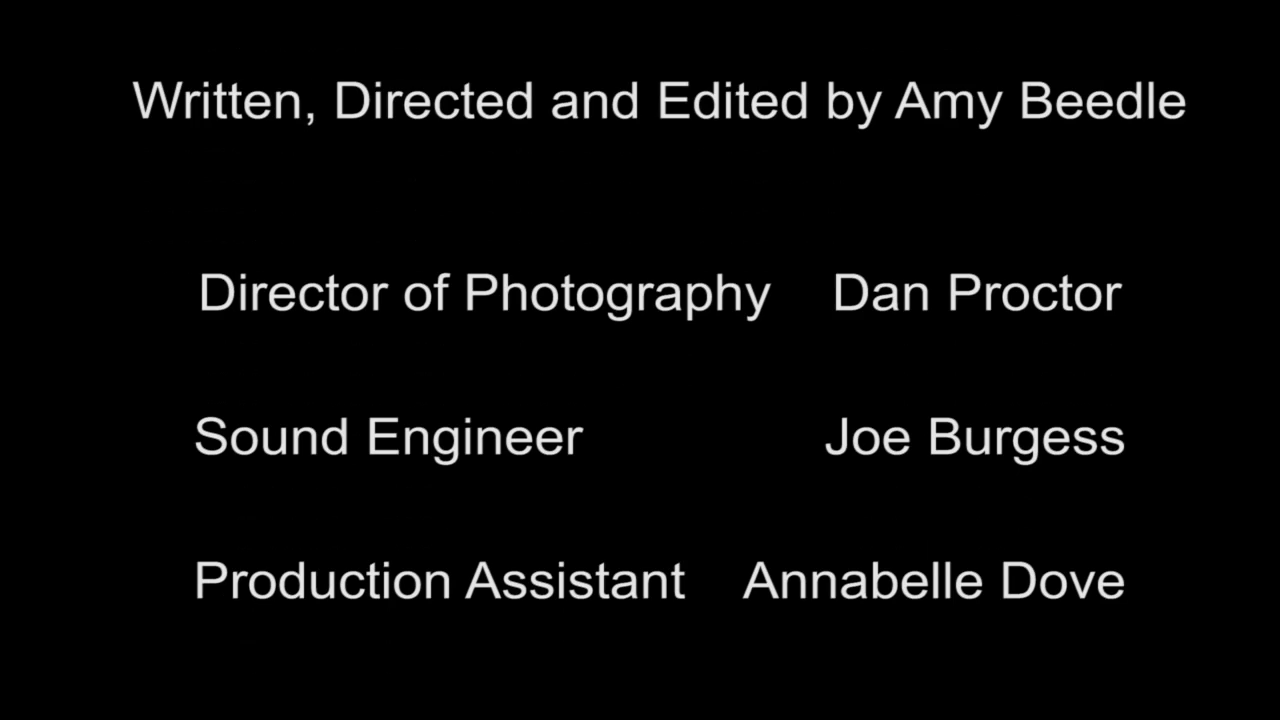 Written, Directed and Edited by Amy Beedle
Director of Photography Dan Proctor
Sound Engineer Joe Burgess
Production Assistant Annabelle Dove